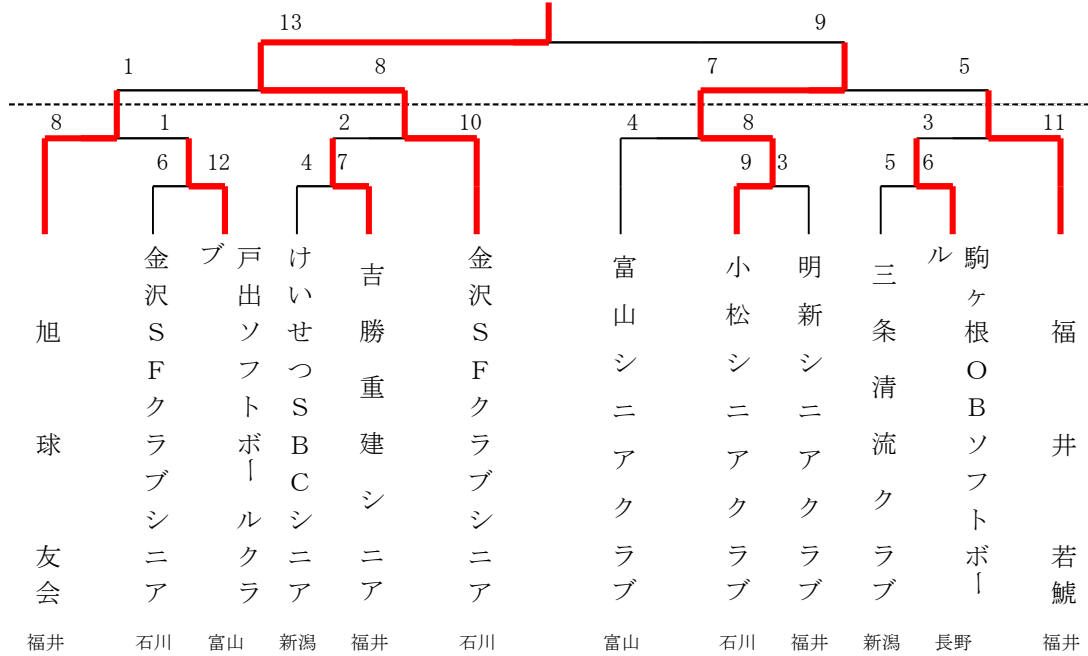 13 9
1 8 7 5
8 1 2 10 4 8 3 11
6 12 4 7 9 3 5 6
旭球友会
金沢SFクラブシニア
戸出ソフトボールクラ
ブ
けいせつSBCシニア
吉勝重建シニア
金沢SFクラブシニア
富山シニアクラブ
小松シニアクラブ
明新シニアクラブ
三条清流クラブ
駒ヶ根OBソフトボー
ル
福井若鯱
福井 石川 富山 新潟 福井 石川 富山 石川 福井 新潟 長野 福井